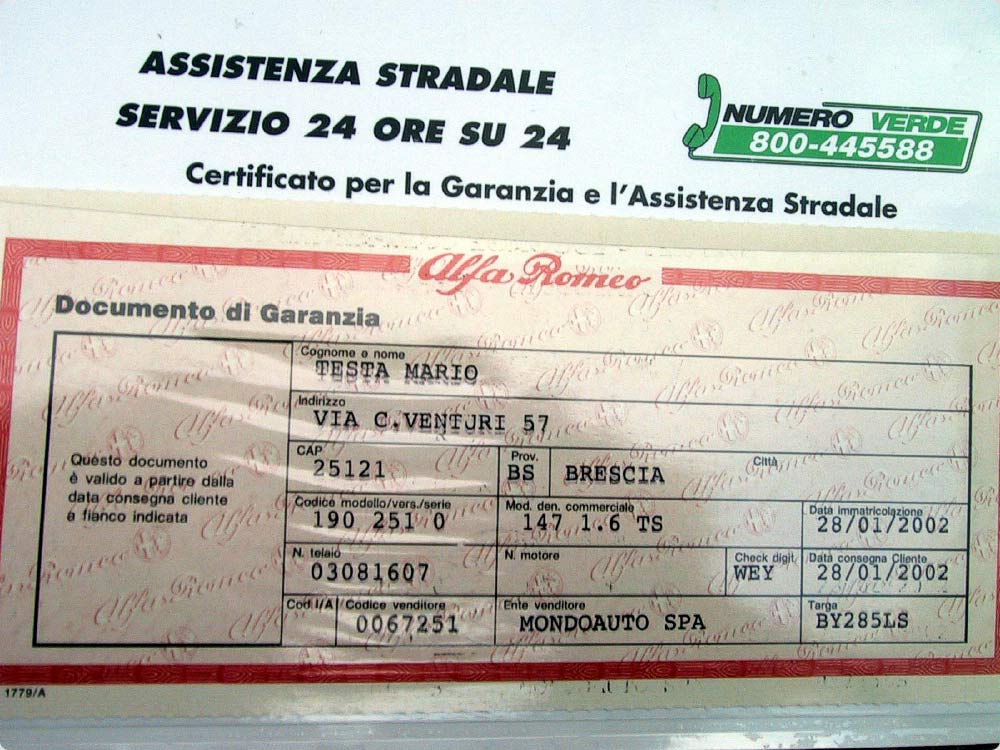 ASSISTENZA STRADALE
SERVIZIO 24 ORE SU 24
NUMERO VERDE
800-445588
Certificato per la Garanzia e l'Assistenza Stradale
Alfa Romeo
Documento di Garanzia
Questo documento
è valido a partire dalla
data consegna cliente
a fianco indicata
Cognome e nome
TESTA MARIO
Indirizzo
VIA C.VENTURI 57
CAP
25121
Prov.
BS
Città
BRESCIA
Codice modello/vers./serie
190 251 0
Mod. den. commerciale
147 1.6 TS
Data immatricolazione
28/01/2002
N. telaio
03081607
N. motore
Check digit
WEY
Data consegna Cliente
28/01/2002
Cod I/A
Codice venditore
0067251
Ente venditore
MONDOAUTO SPA
Targa
BY285LS
1779/A